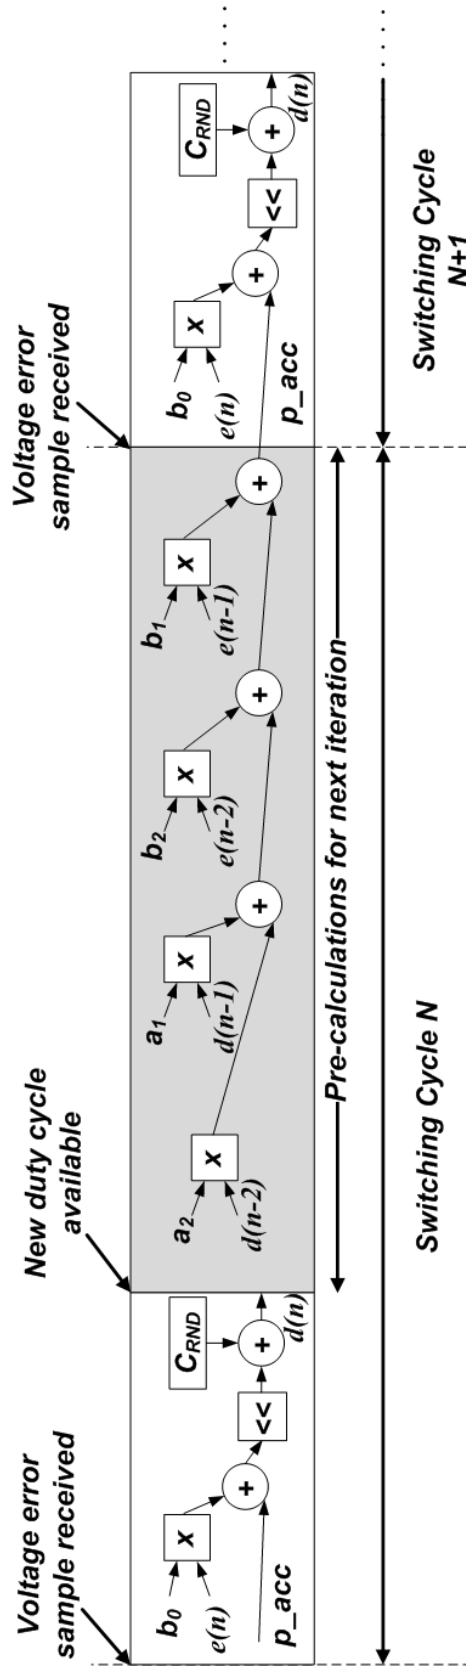 Voltage error
sample received
New duty cycle
available
Voltage error
sample received
b0
e(n)
x
p_acc
+
<<
CRND
+
d(n)
a2
d(n-2)
x
a1
d(n-1)
x
+
b2
e(n-2)
x
+
b1
e(n-1)
x
+
b0
e(n)
x
p_acc
+
<<
CRND
+
d(n)
. . . .
Pre-calculations for next iteration
Switching Cycle N
Switching Cycle
N+1
. . . .